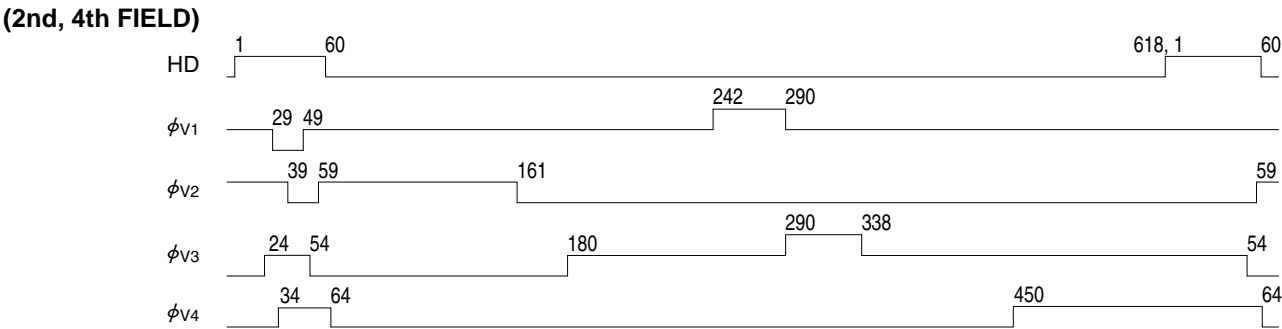 (2nd, 4th FIELD)
HD 1 60 618, 1 60
ϕV1 29 49 242 290
ϕV2 39 59 161 59
ϕV3 24 54 180 290 338 54
ϕV4 34 64 450 64